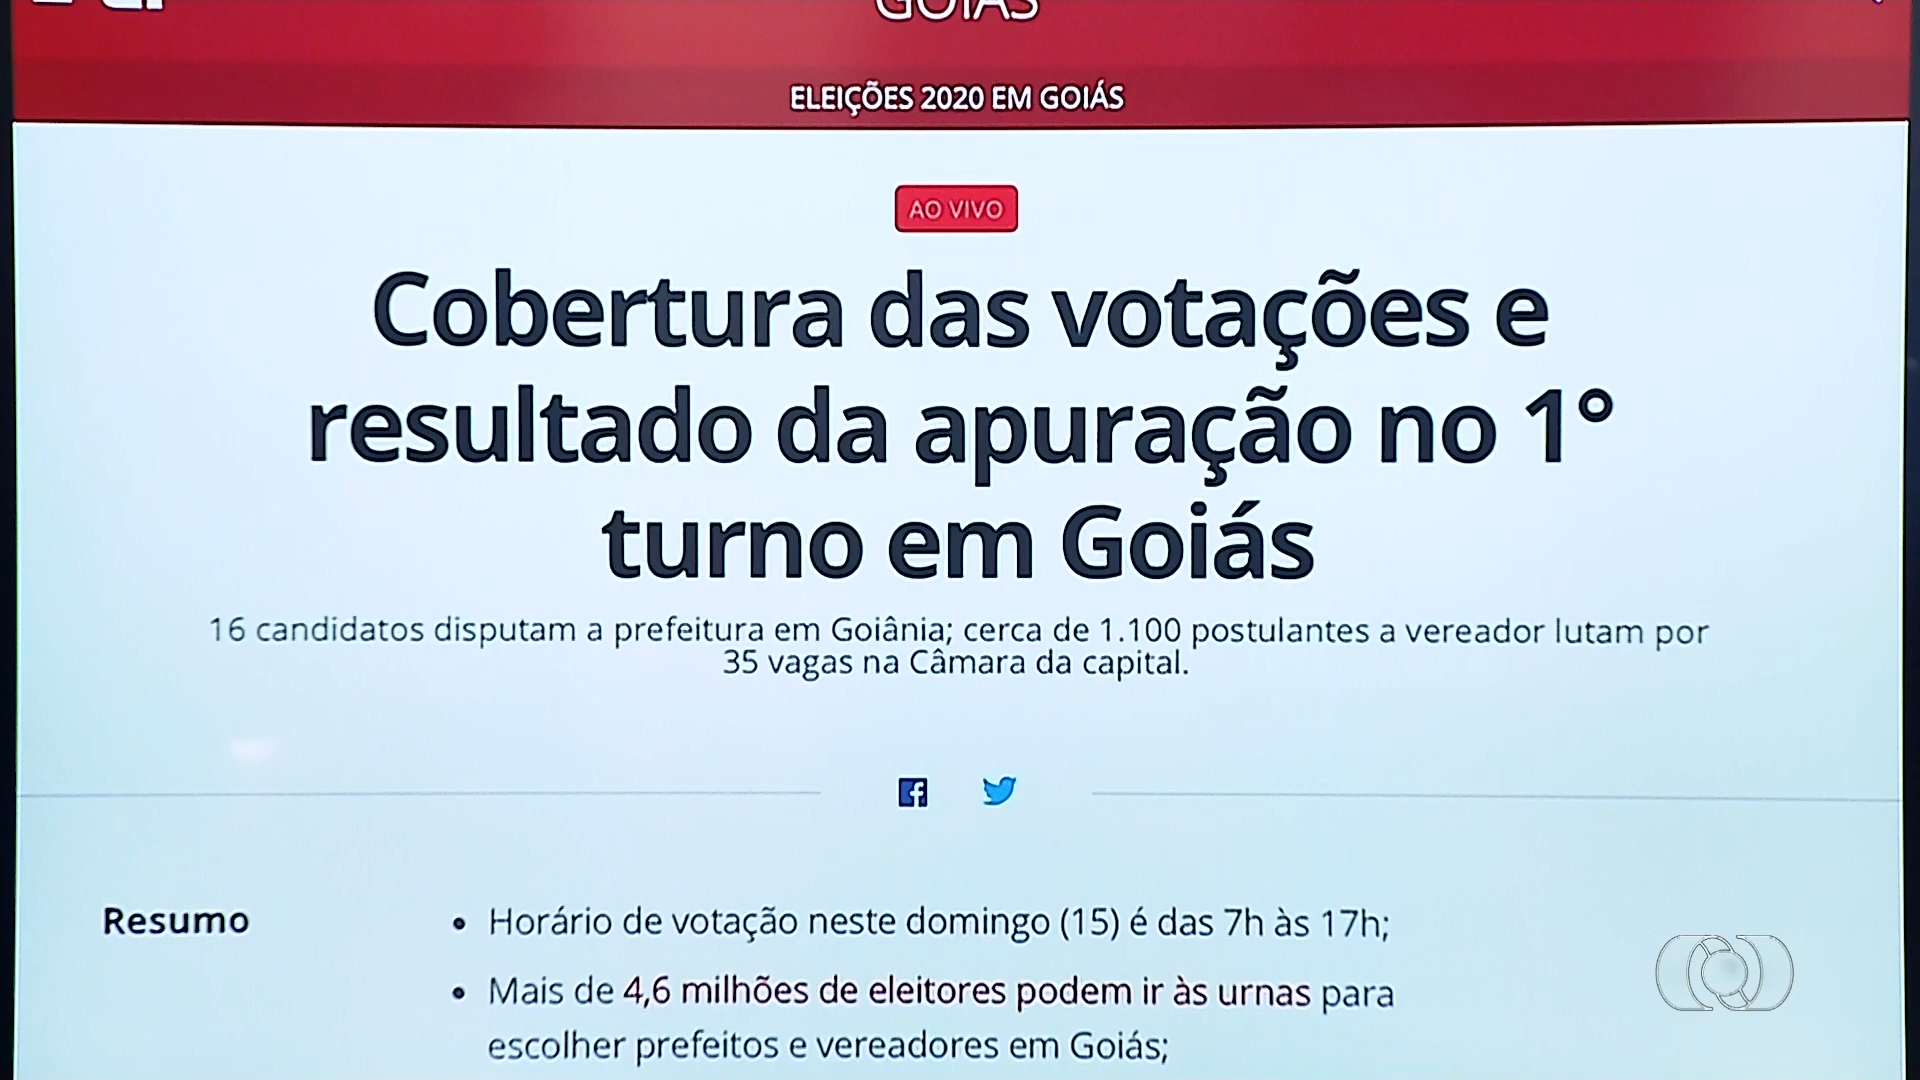 GOIÁS
ELEIÇÕES 2020 EM GOIÁS
AO VIVO
Cobertura das votações e
resultado da apuração no 1°
turno em Goiás
16 candidatos disputam a prefeitura em Goiânia; cerca de 1.100 postulantes a vereador lutam por
35 vagas na Câmara da capital.
Resumo
• Horário de votação neste domingo (15) é das 7h às 17h;
• Mais de 4,6 milhões de eleitores podem ir às urnas para
escolher prefeitos e vereadores em Goiás;